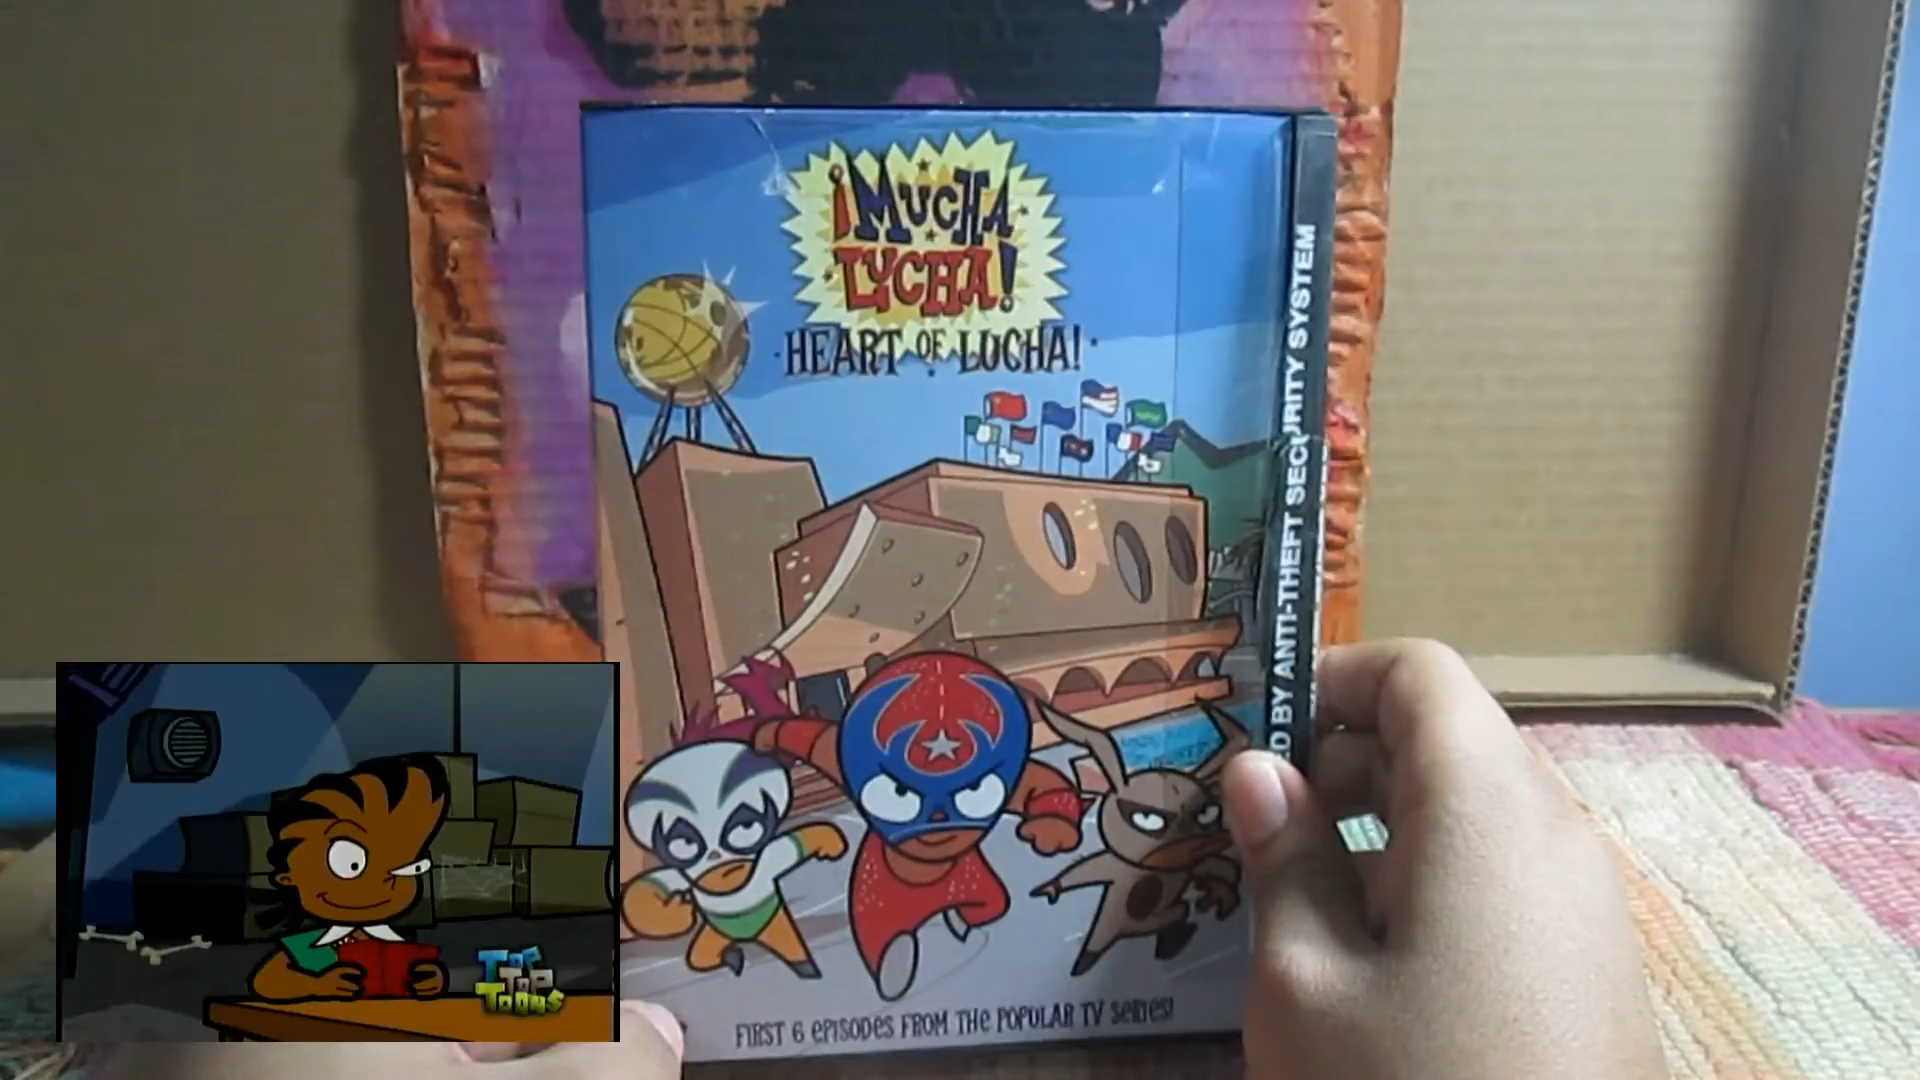 ¡MUCHA
LUCHA!
·HEART OF LUCHA!·
D BY ANTI-THEFT SECURITY SYSTEM
FIRST 6 EPISODES FROM THE POPULAR TV SERIES!
TOP
TOP
TOONS